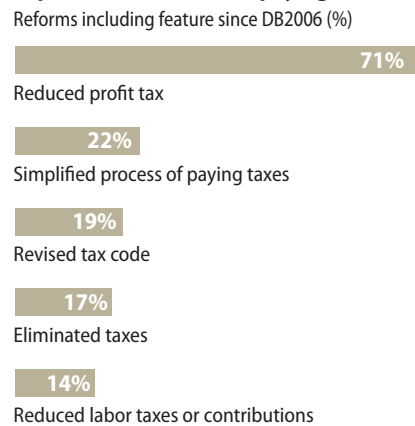 Reforms including feature since DB2006 (%)
71%
Reduced profit tax
22%
Simplified process of paying taxes
19%
Revised tax code
17%
Eliminated taxes
14%
Reduced labor taxes or contributions